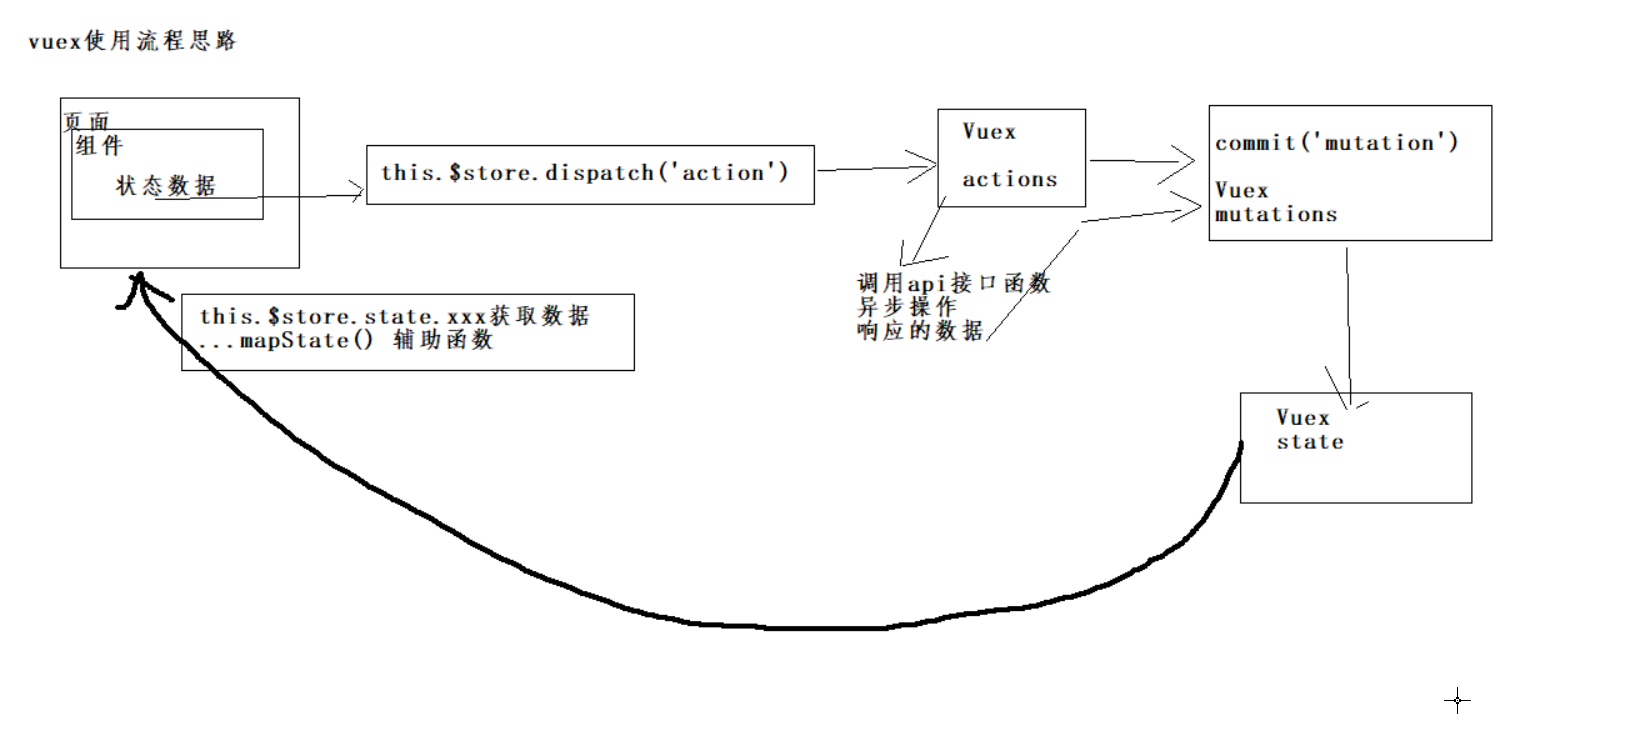 vuex使用流程思路
页面
组件
状态数据
this.$store.dispatch('action')
Vuex
actions
commit('mutation')
Vuex
mutations
调用api接口函数
异步操作
响应的数据
this.$store.state.xxx获取数据
...mapState() 辅助函数
Vuex
state